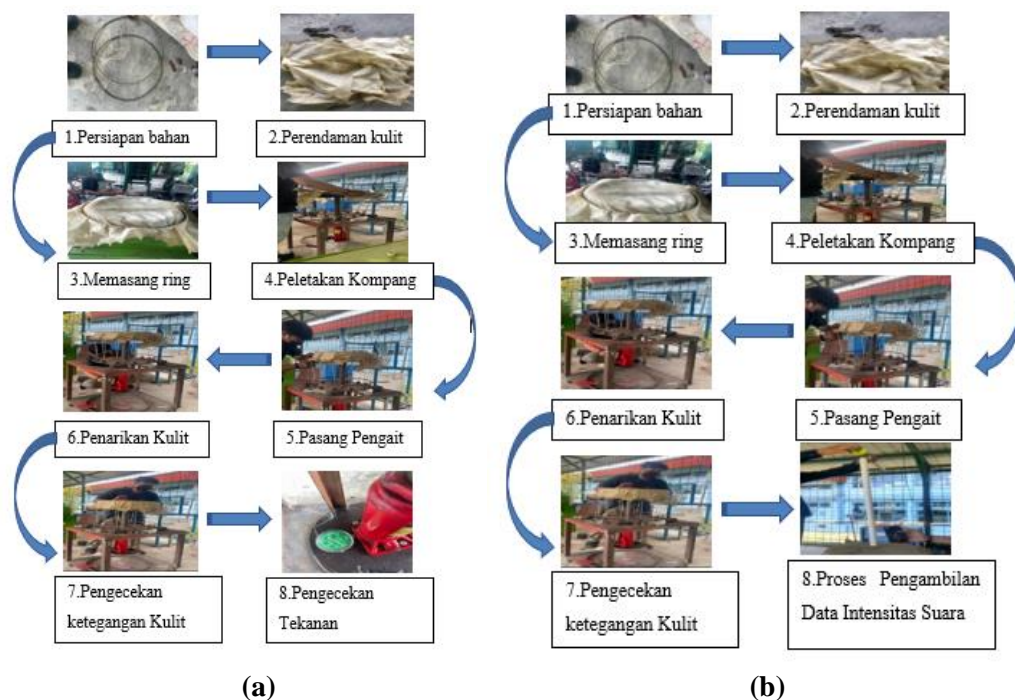 1.Persiapan bahan
2.Perendaman kulit
3.Memasang ring
4.Peletakan Kompang
6.Penarikan Kulit
5.Pasang Pengait
7.Pengecekan
ketegangan Kulit
8.Pengecekan
Tekanan
(a)
1.Persiapan bahan
2.Perendaman kulit
3.Memasang ring
4.Peletakan Kompang
6.Penarikan Kulit
5.Pasang Pengait
7.Pengecekan
ketegangan Kulit
8.Proses Pengambilan
Data Intensitas Suara
(b)